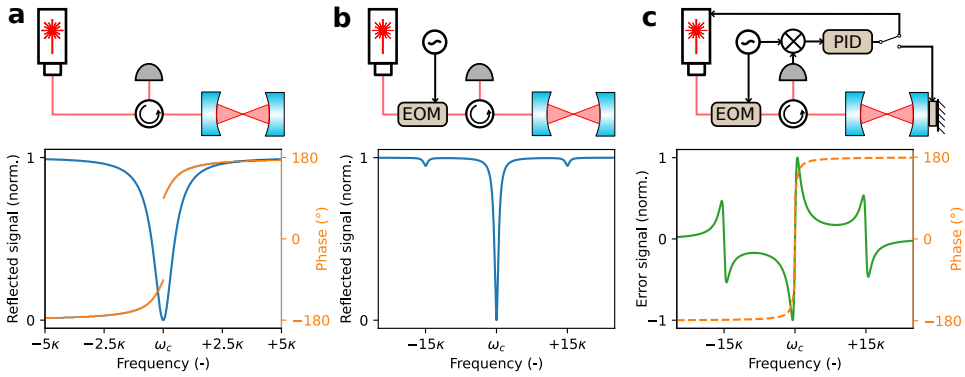 a
1
0
Reflected signal (norm.)
180
0
−180
Phase (°)
−5κ
−2.5κ
ω_c
+2.5κ
+5κ
Frequency (-)
b
EOM
1
0
Reflected signal (norm.)
−15κ
ω_c
+15κ
Frequency (-)
c
PID
EOM
1
0
−1
Error signal (norm.)
180
0
−180
Phase (°)
−15κ
ω_c
+15κ
Frequency (-)